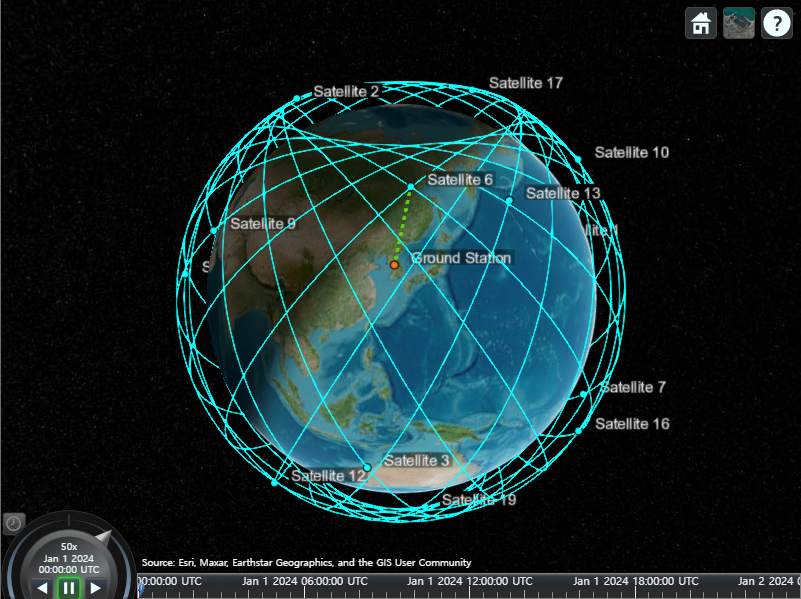 ?
Satellite 17
Satellite 2
Satellite 10
Satellite 6
Satellite 13
Satellite 9
Ground Station
Satellite 7
Satellite 16
Satellite 3
Satellite 12
Satellite 19
50x
Jan 1 2024
00:00:00 UTC
Source: Esri, Maxar, Earthstar Geographics, and the GIS User Community
00:00:00 UTC
Jan 1 2024 06:00:00 UTC
Jan 1 2024 12:00:00 UTC
Jan 1 2024 18:00:00 UTC
Jan 2 2024